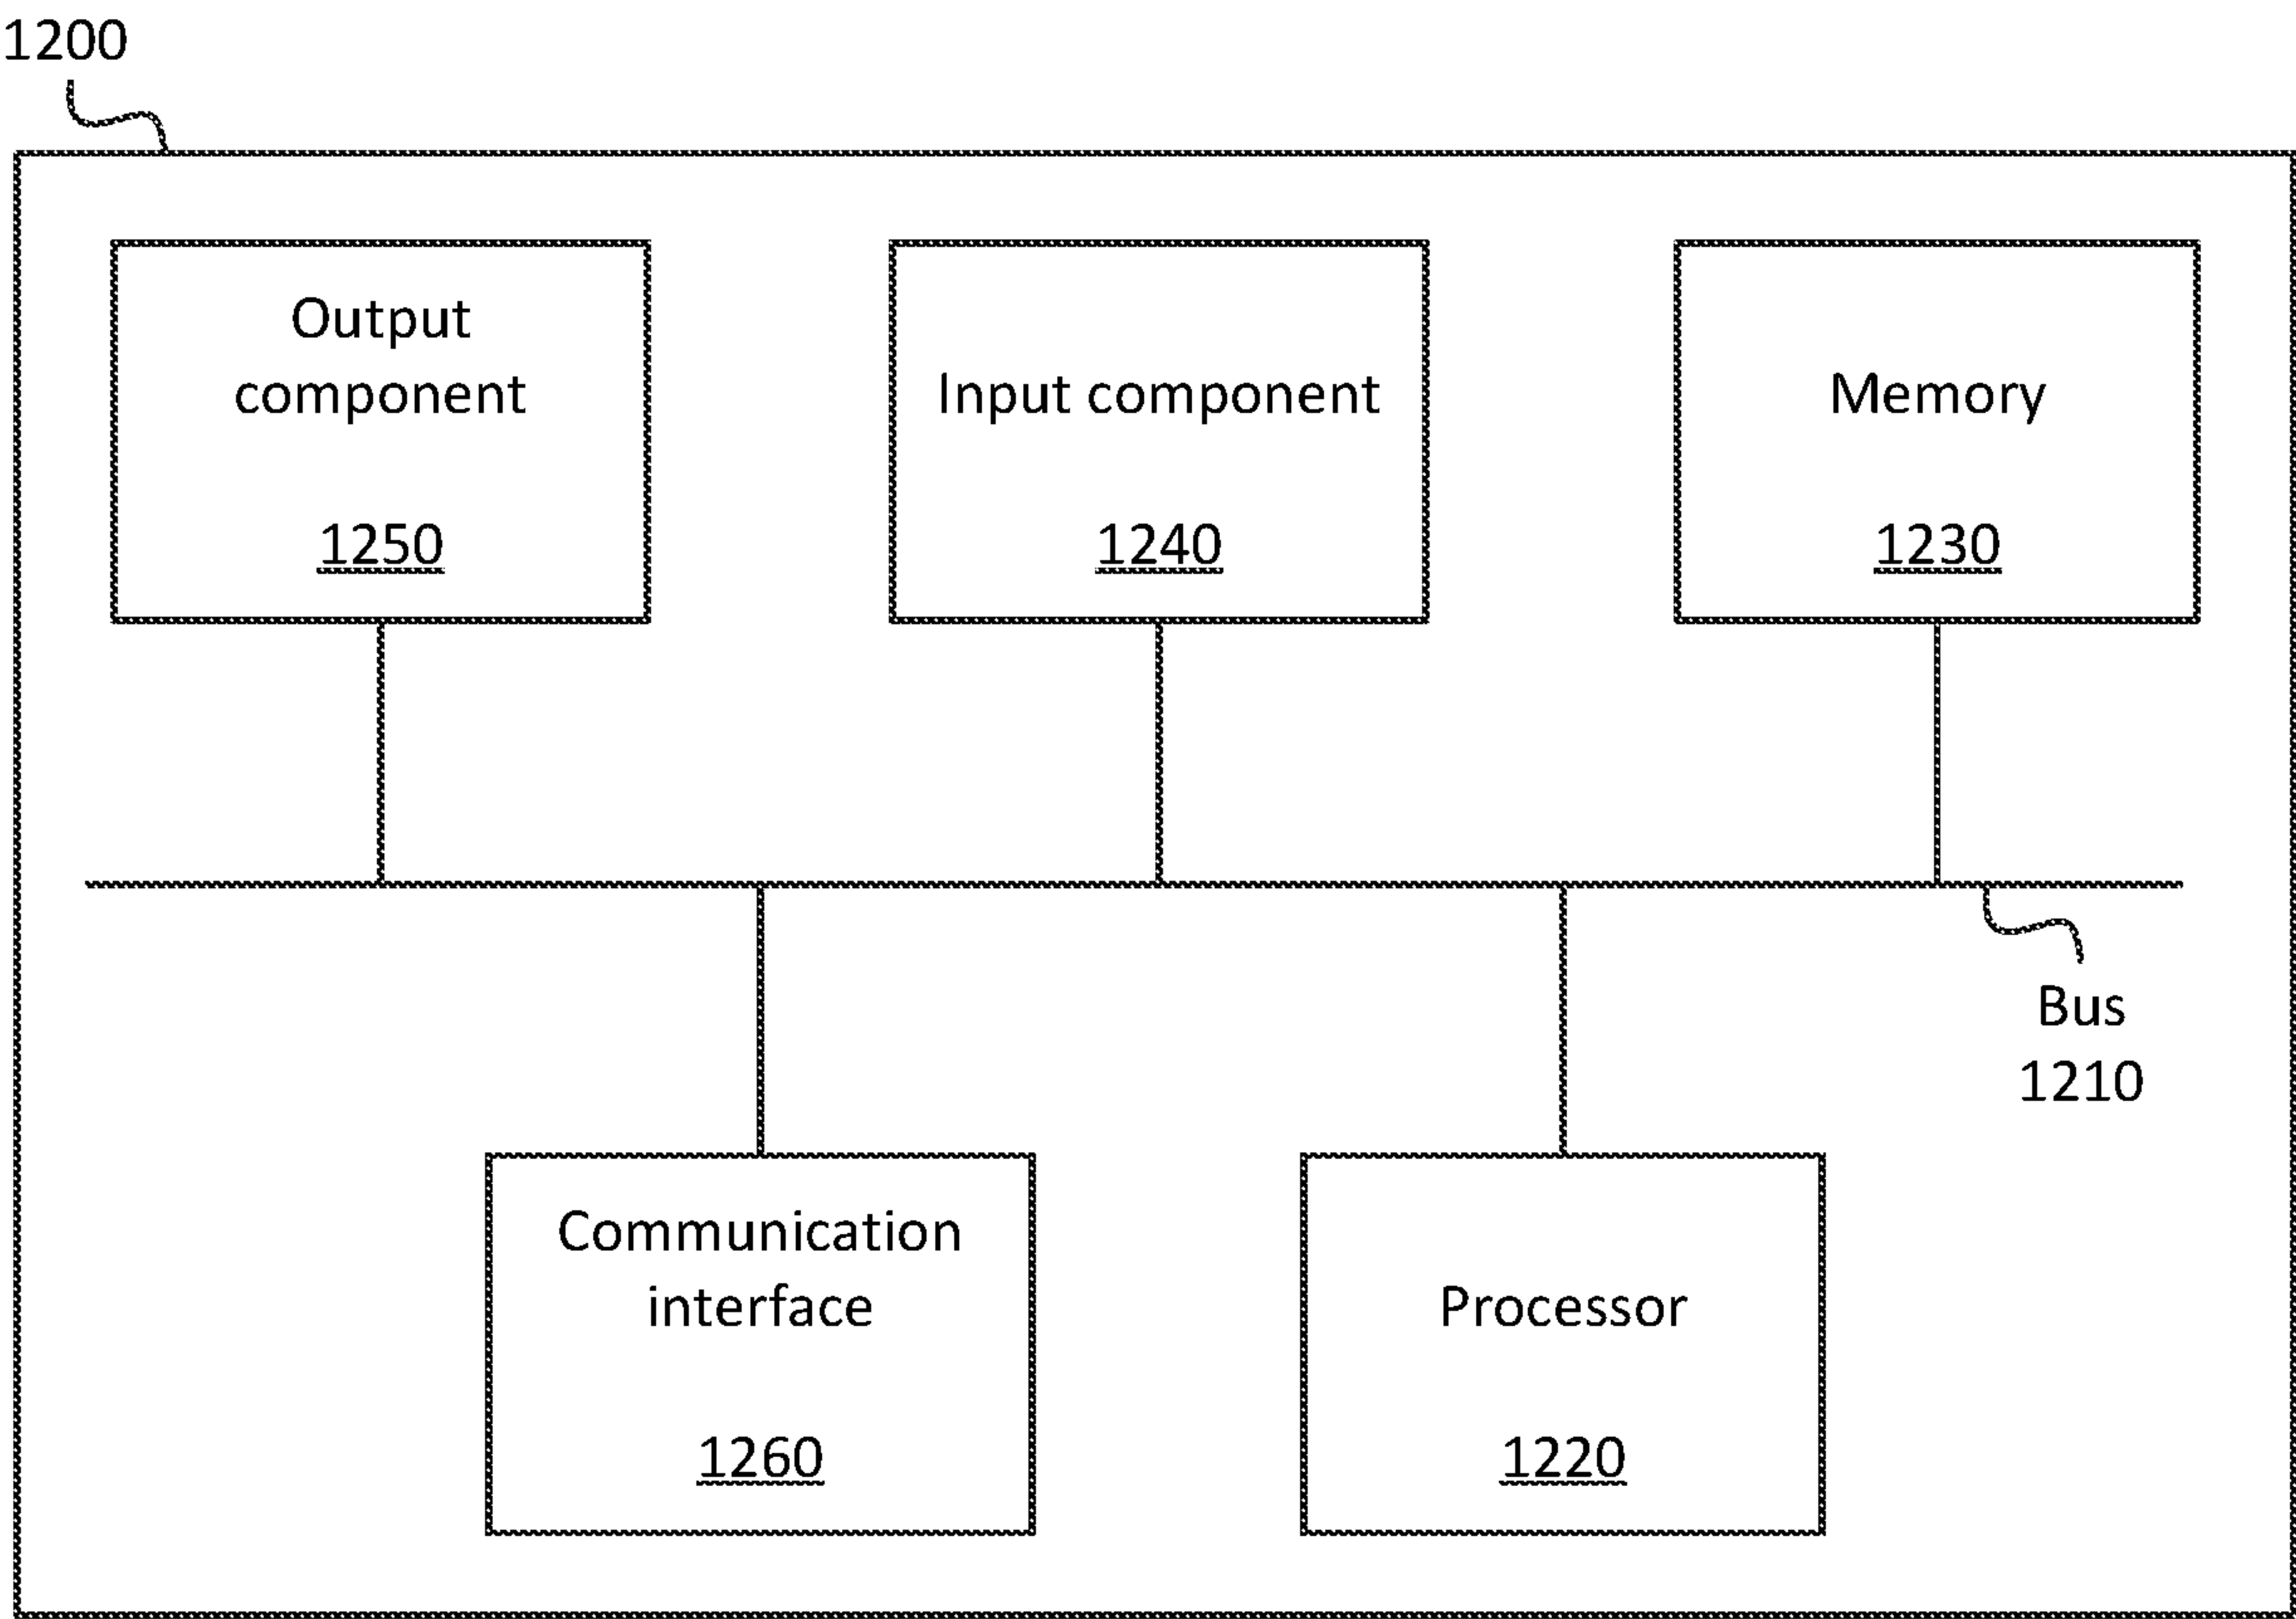 1200
Output
component
1250
Input component
1240
Memory
1230
Bus
1210
Communication
interface
1260
Processor
1220